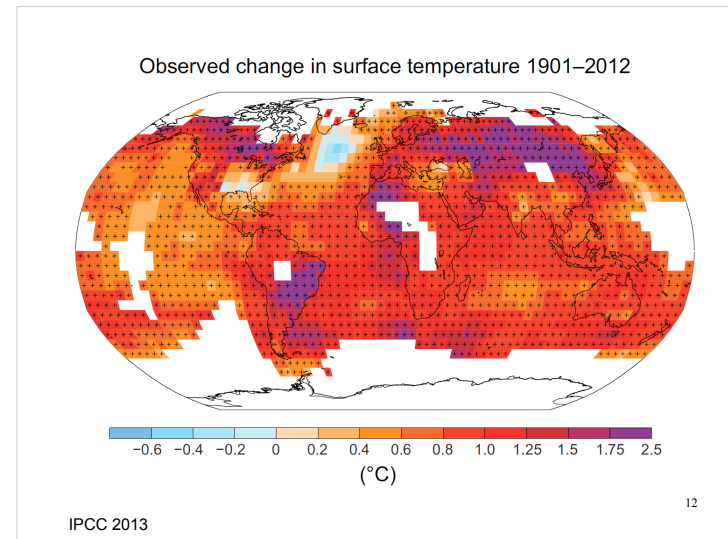 Observed change in surface temperature 1901–2012
−0.6 −0.4 −0.2 0 0.2 0.4 0.6 0.8 1.0 1.25 1.5 1.75 2.5
(°C)
12
IPCC 2013